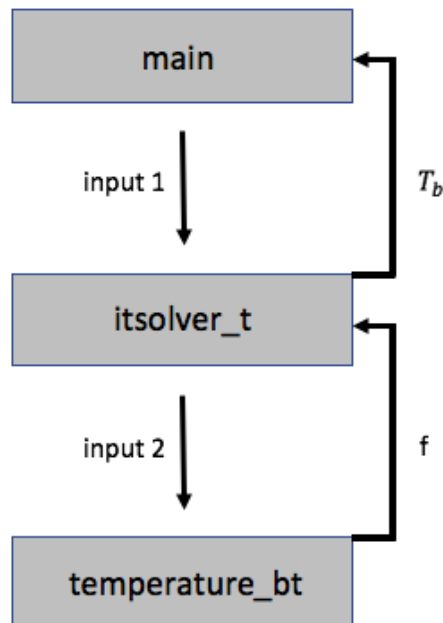 main
input 1
T_b
itsolver_t
input 2
f
temperature_bt